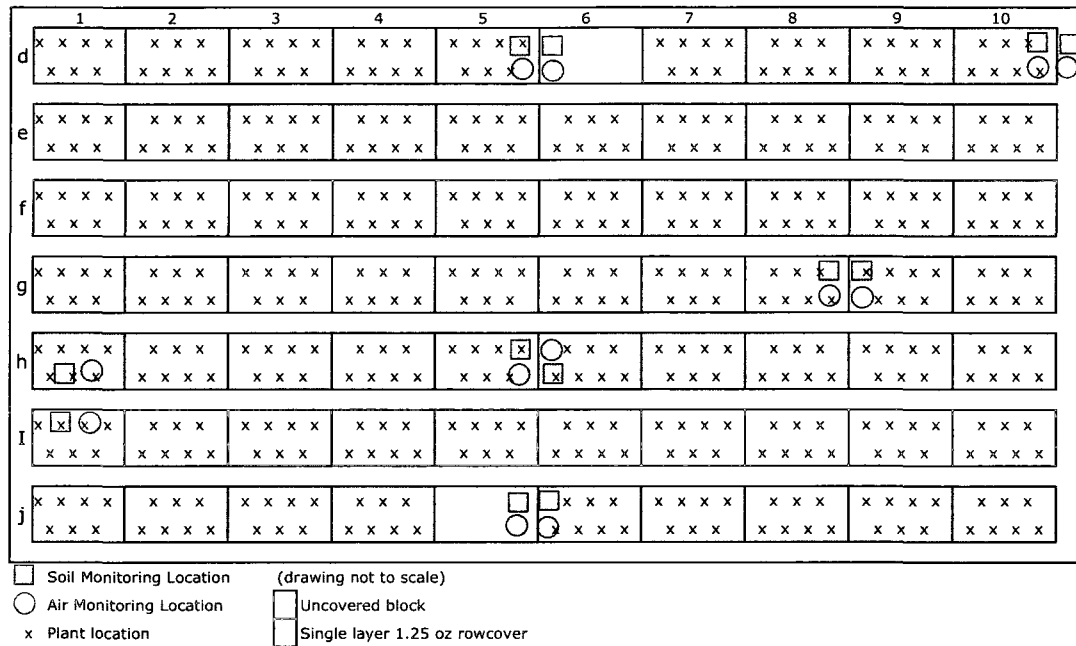 1 2 3 4 5 6 7 8 9 10
d
e
f
g
h
I
j
Soil Monitoring Location (drawing not to scale)
Air Monitoring Location Uncovered block
x Plant location Single layer 1.25 oz rowcover